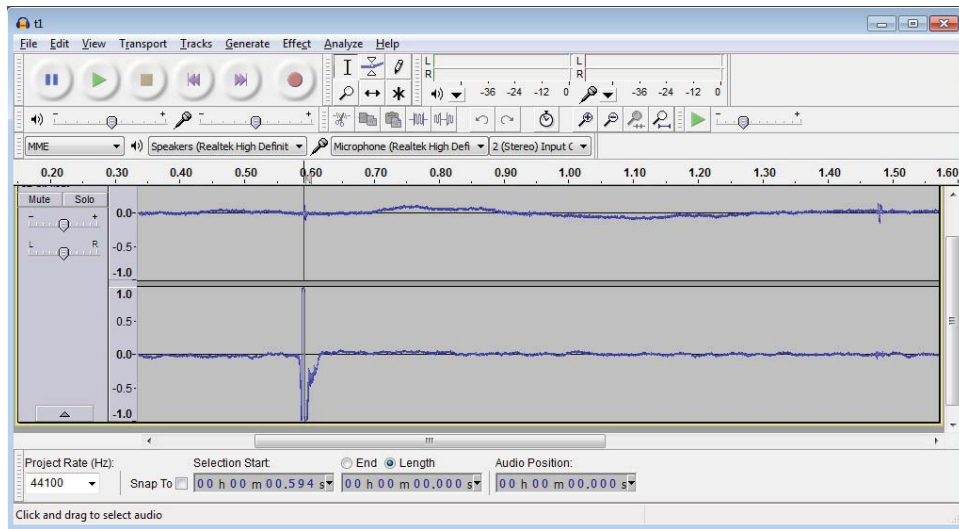 t1
File Edit View Transport Tracks Generate Effect Analyze Help
L
R
-36 -24 -12 0
L
R
-36 -24 -12 0
MME Speakers (Realtek High Definit Microphone (Realtek High Defi 2 (Stereo) Input C
0.20 0.30 0.40 0.50 0.60 0.70 0.80 0.90 1.00 1.10 1.20 1.30 1.40 1.50 1.60
Mute Solo
- +
L R
0.0
-0.5
-1.0
1.0
0.5
0.0
-0.5
-1.0
Project Rate (Hz): Selection Start: End Length Audio Position:
44100 Snap To 00 h 00 m 00.594 s 00 h 00 m 00.000 s 00 h 00 m 00.000 s
Click and drag to select audio